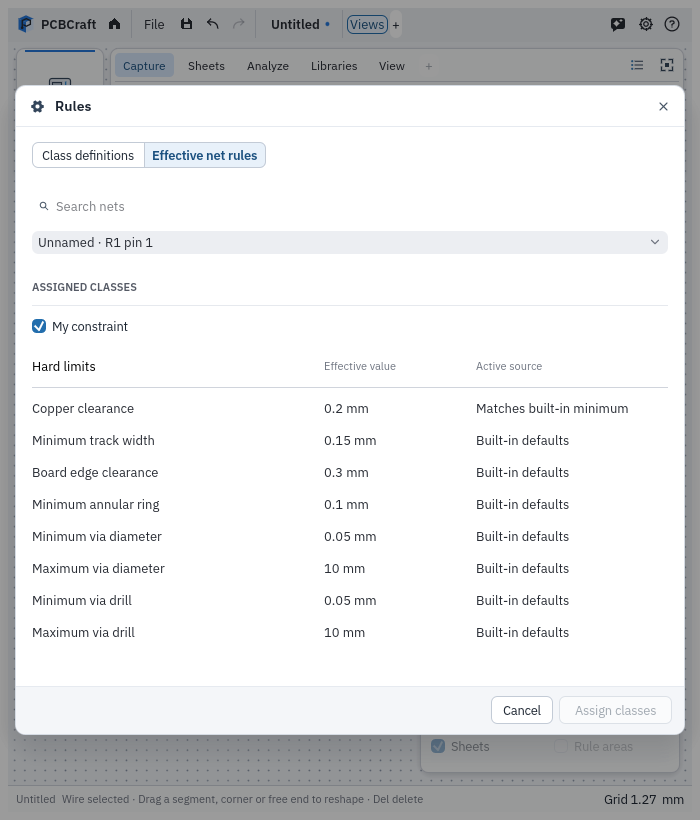 PCBCraft File Untitled • Views +
Capture Sheets Analyze Libraries View +
Rules
Class definitions Effective net rules
Search nets
Unnamed · R1 pin 1
ASSIGNED CLASSES
My constraint
Hard limits Effective value Active source
Copper clearance 0.2 mm Matches built-in minimum
Minimum track width 0.15 mm Built-in defaults
Board edge clearance 0.3 mm Built-in defaults
Minimum annular ring 0.1 mm Built-in defaults
Minimum via diameter 0.05 mm Built-in defaults
Maximum via diameter 10 mm Built-in defaults
Minimum via drill 0.05 mm Built-in defaults
Maximum via drill 10 mm Built-in defaults
Cancel Assign classes
Sheets Rule areas
Untitled Wire selected · Drag a segment, corner or free end to reshape · Del delete Grid 1.27 mm